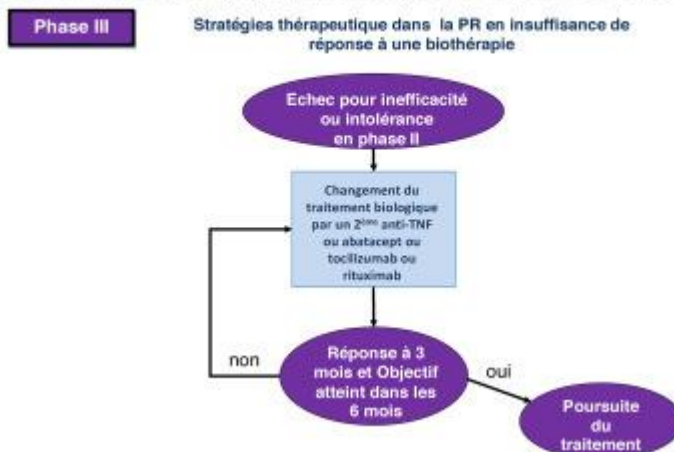 Phase III
Stratégies thérapeutique dans la PR en insuffisance de
réponse à une biothérapie
Echec pour inefficacité
ou intolérance
en phase II
Changement du
traitement biologique
par un 2ème anti-TNF
ou abatacept ou
tocilizumab ou
rituximab
non
Réponse à 3
mois et Objectif
atteint dans les
6 mois
oui
Poursuite
du
traitement